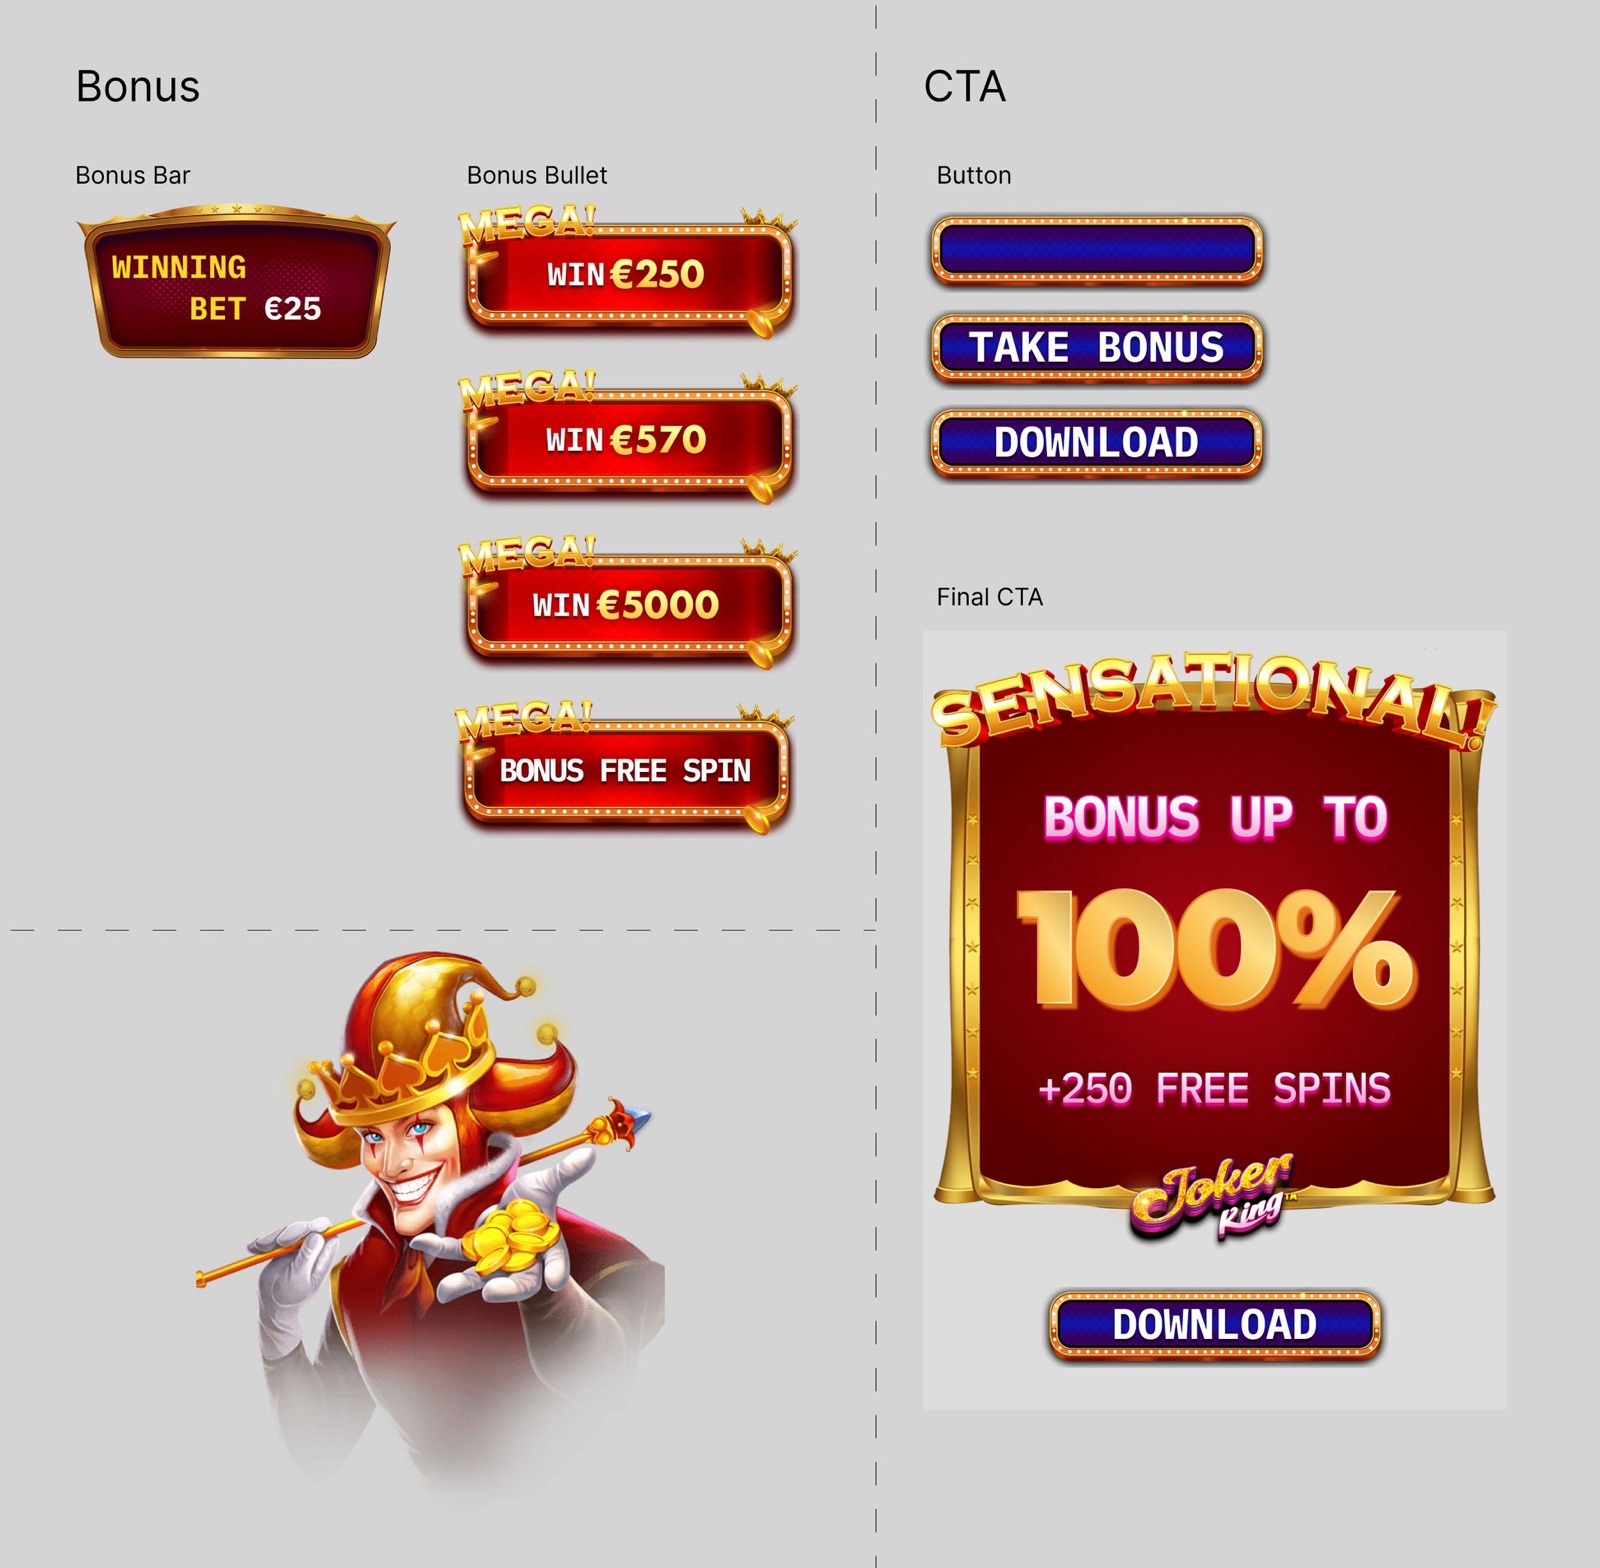 Bonus
Bonus Bar
WINNING
BET €25
Bonus Bullet
MEGA!
WIN €250
MEGA!
WIN €570
MEGA!
WIN €5000
MEGA!
BONUS FREE SPIN
CTA
Button
TAKE BONUS
DOWNLOAD
Final CTA
SENSATIONAL!
BONUS UP TO
100%
+250 FREE SPINS
Joker
King™
DOWNLOAD